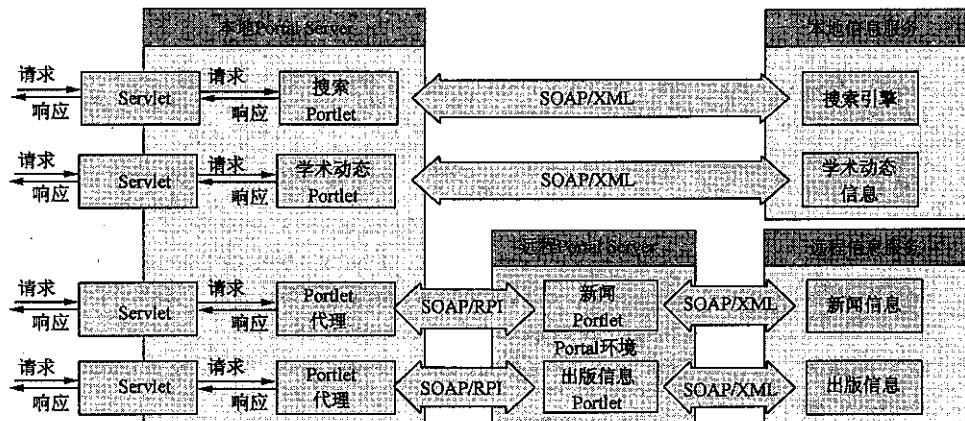 本地Portal Server
本地信息服务
请求
请求
搜索
Portlet
响应
Servlet
响应
SOAP/XML
搜索引擎
请求
请求
学术动态
Portlet
响应
Servlet
响应
SOAP/XML
学术动态
信息
远程Portal Server
远程信息服务
请求
请求
Portlet
代理
响应
Servlet
响应
SOAP/RPI
新闻
Portlet
SOAP/XML
新闻信息
Portal环境
请求
请求
Portlet
代理
响应
Servlet
响应
SOAP/RPI
出版信息
Portlet
SOAP/XML
出版信息